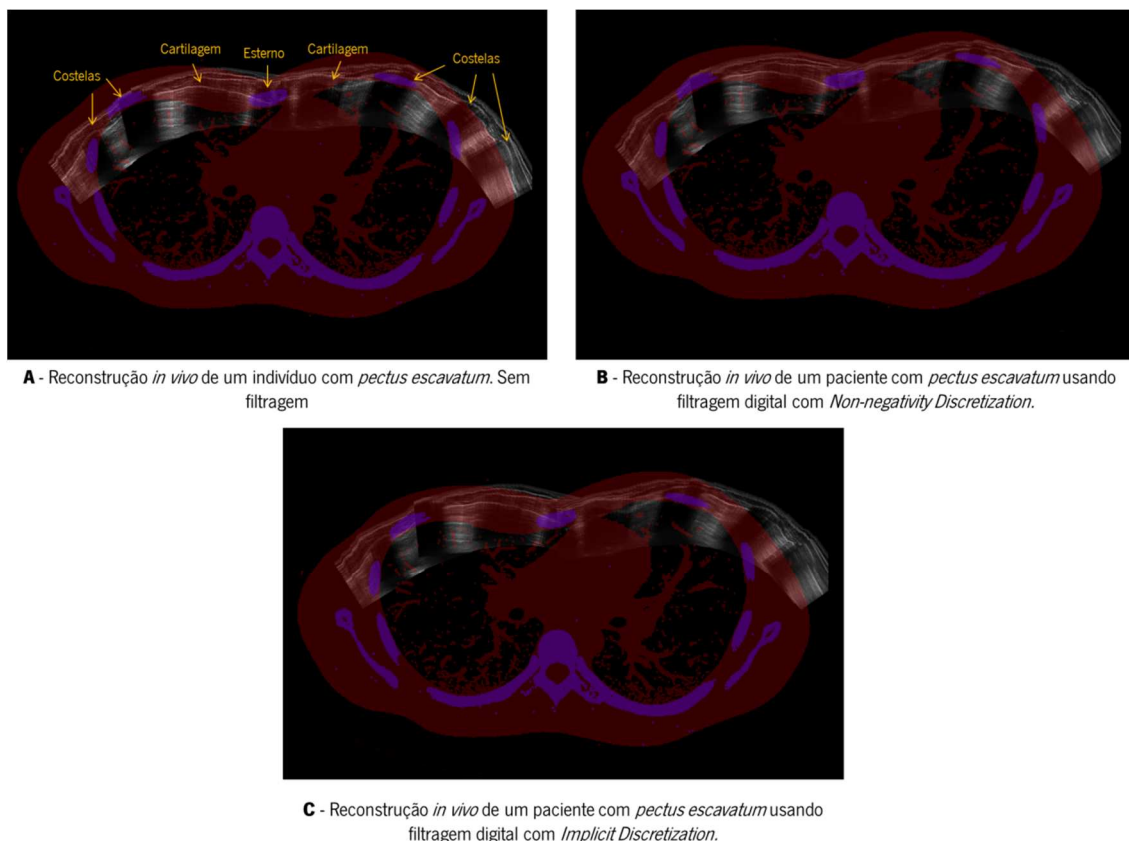 Cartilagem Esterno Cartilagem
Costelas Costelas
A - Reconstrução in vivo de um indivíduo com pectus escavatum. Sem
filtragem
B - Reconstrução in vivo de um paciente com pectus escavatum usando
filtragem digital com Non-negativity Discretization.
C - Reconstrução in vivo de um paciente com pectus escavatum usando
filtragem digital com Implicit Discretization.